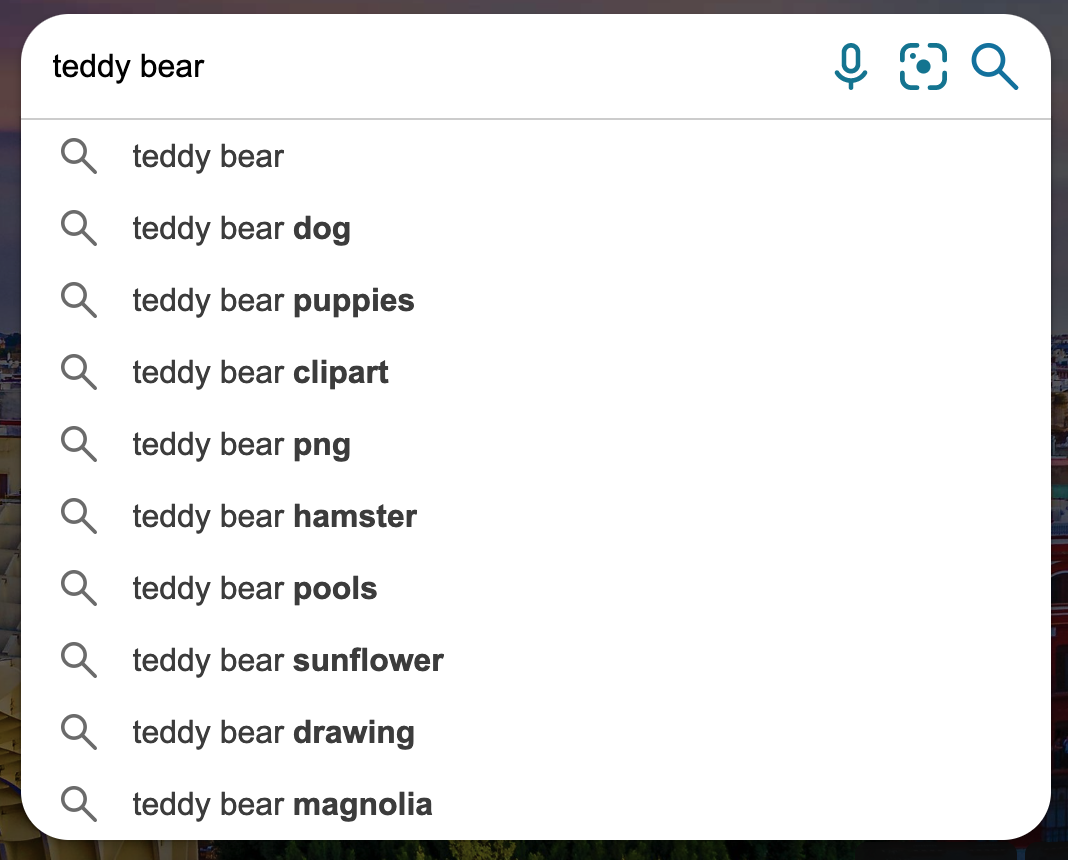 teddy bear
teddy bear
teddy bear dog
teddy bear puppies
teddy bear clipart
teddy bear png
teddy bear hamster
teddy bear pools
teddy bear sunflower
teddy bear drawing
teddy bear magnolia